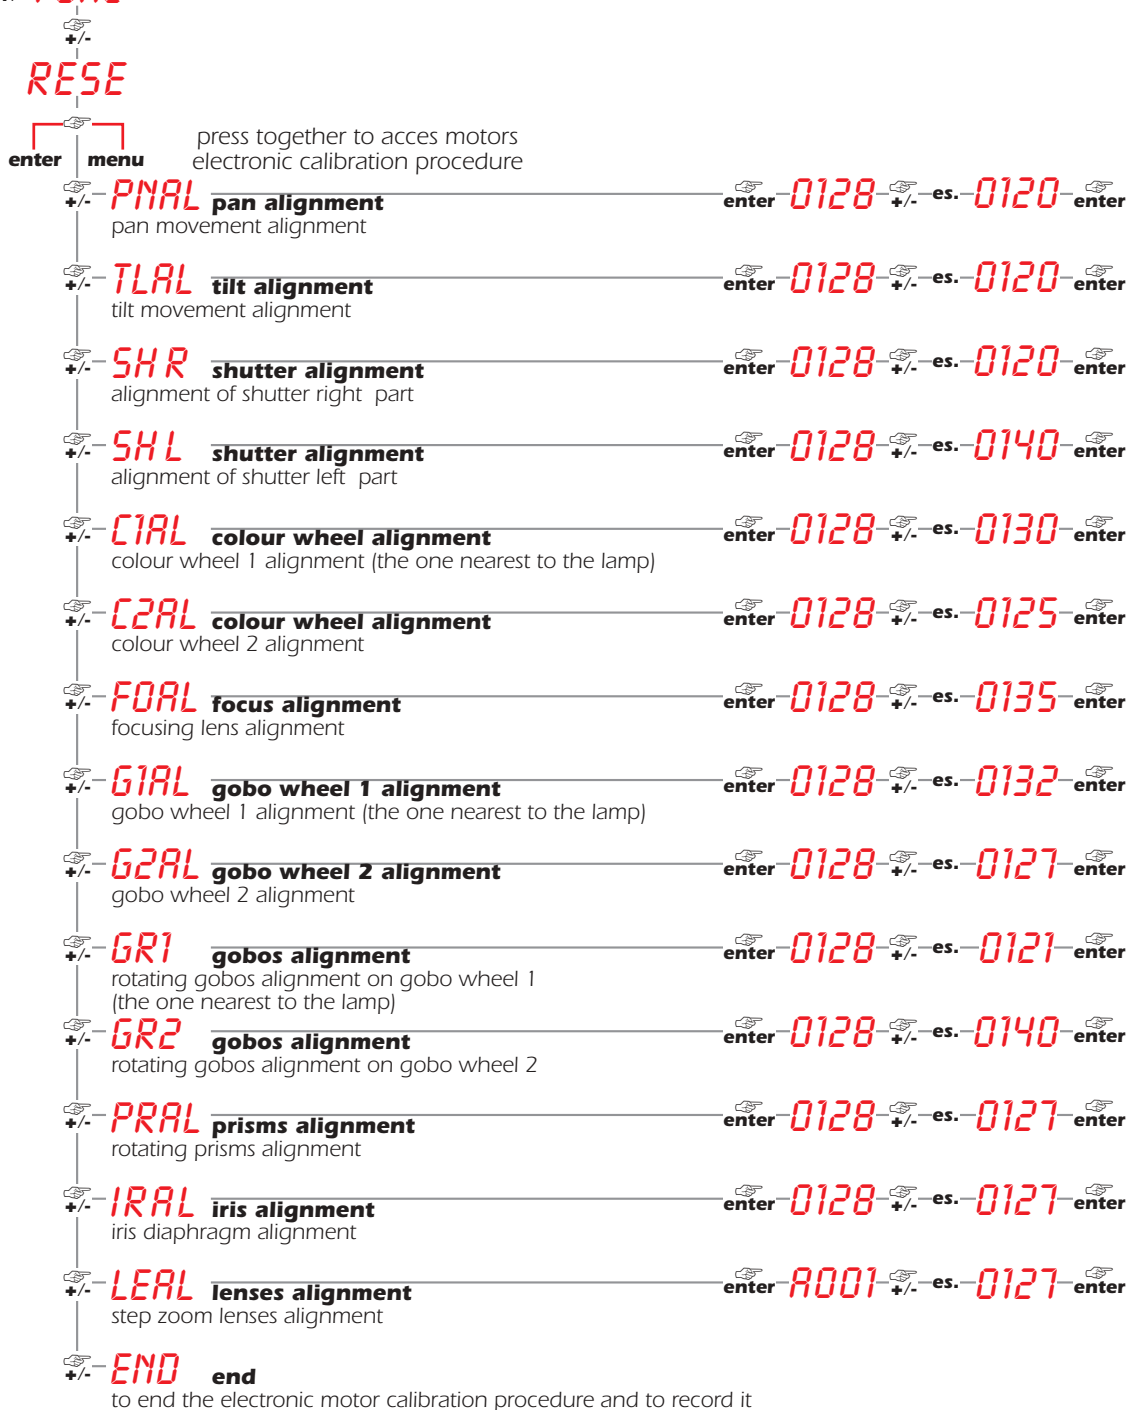 +/-
RESE
press together to acces motors
enter menu electronic calibration procedure
+/- PNAL pan alignment enter 0128 +/- es. 0120 enter
pan movement alignment
+/- TLAL tilt alignment enter 0128 +/- es. 0120 enter
tilt movement alignment
+/- SH R shutter alignment enter 0128 +/- es. 0120 enter
alignment of shutter right part
+/- SH L shutter alignment enter 0128 +/- es. 0140 enter
alignment of shutter left part
+/- C1AL colour wheel alignment enter 0128 +/- es. 0130 enter
colour wheel 1 alignment (the one nearest to the lamp)
+/- C2AL colour wheel alignment enter 0128 +/- es. 0125 enter
colour wheel 2 alignment
+/- FOAL focus alignment enter 0128 +/- es. 0135 enter
focusing lens alignment
+/- G1AL gobo wheel 1 alignment enter 0128 +/- es. 0132 enter
gobo wheel 1 alignment (the one nearest to the lamp)
+/- G2AL gobo wheel 2 alignment enter 0128 +/- es. 0127 enter
gobo wheel 2 alignment
+/- GR1 gobos alignment enter 0128 +/- es. 0121 enter
rotating gobos alignment on gobo wheel 1
(the one nearest to the lamp)
+/- GR2 gobos alignment enter 0128 +/- es. 0140 enter
rotating gobos alignment on gobo wheel 2
+/- PRAL prisms alignment enter 0128 +/- es. 0127 enter
rotating prisms alignment
+/- IRAL iris alignment enter 0128 +/- es. 0127 enter
iris diaphragm alignment
+/- LEAL lenses alignment enter A001 +/- es. 0127 enter
step zoom lenses alignment
+/- END end
to end the electronic motor calibration procedure and to record it